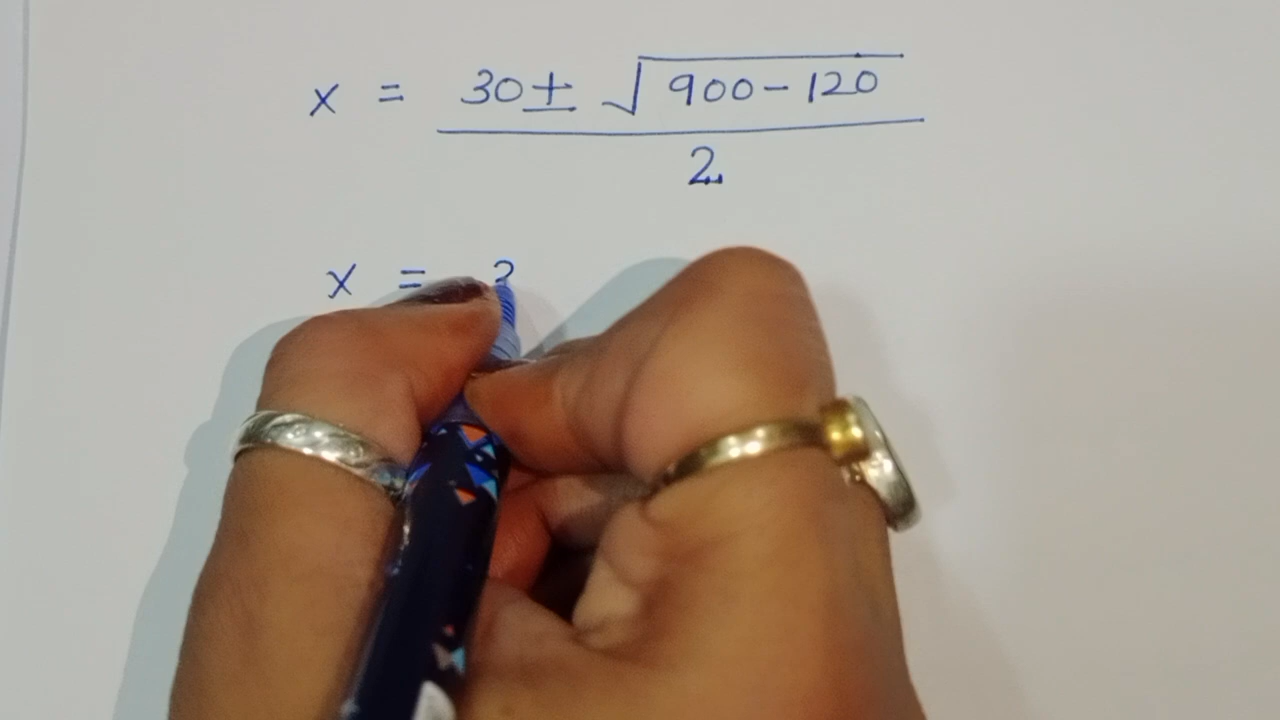 x = 30 ± √900-120
2
x =